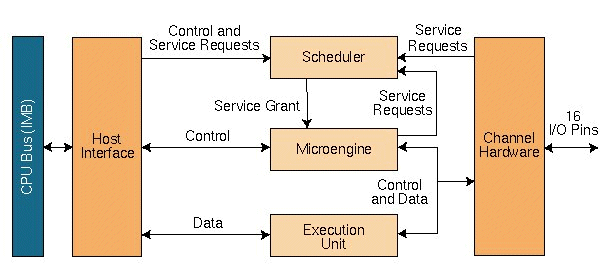 Control and
Service Requests
Service
Requests
Scheduler
CPU Bus (IMB)
Host
Interface
Service Grant
Service
Requests
Control
Microengine
Channel
Hardware
16
I/O Pins
Control
and Data
Data
Execution
Unit